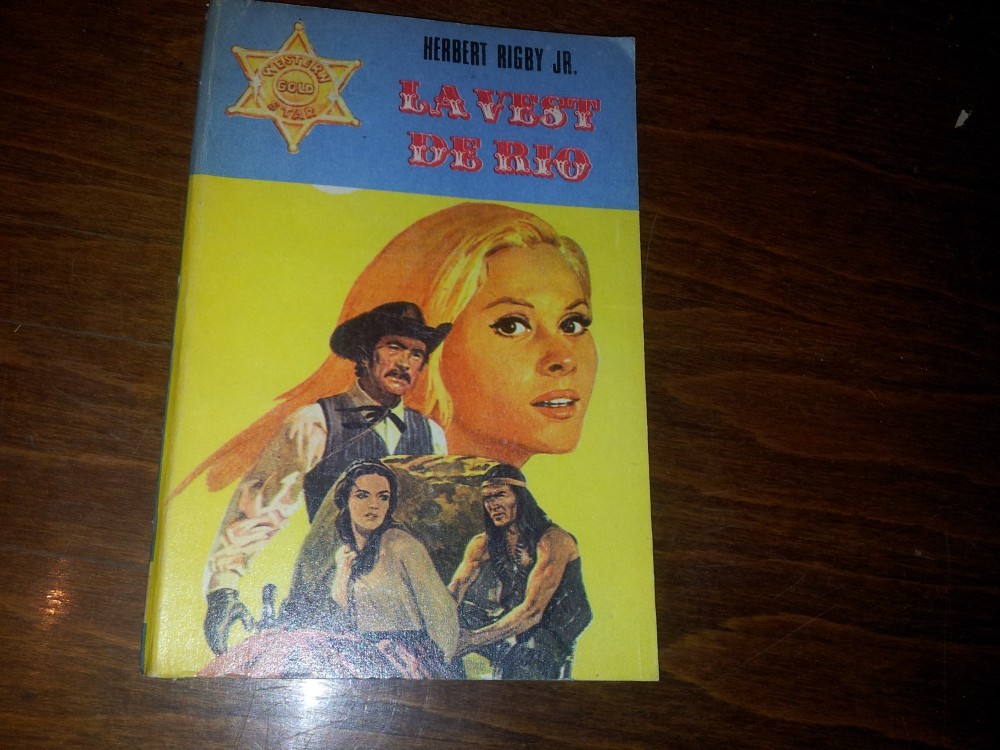 WESTERN
GOLD
STAR
HERBERT RIGBY JR.
LA VEST
DE RIO